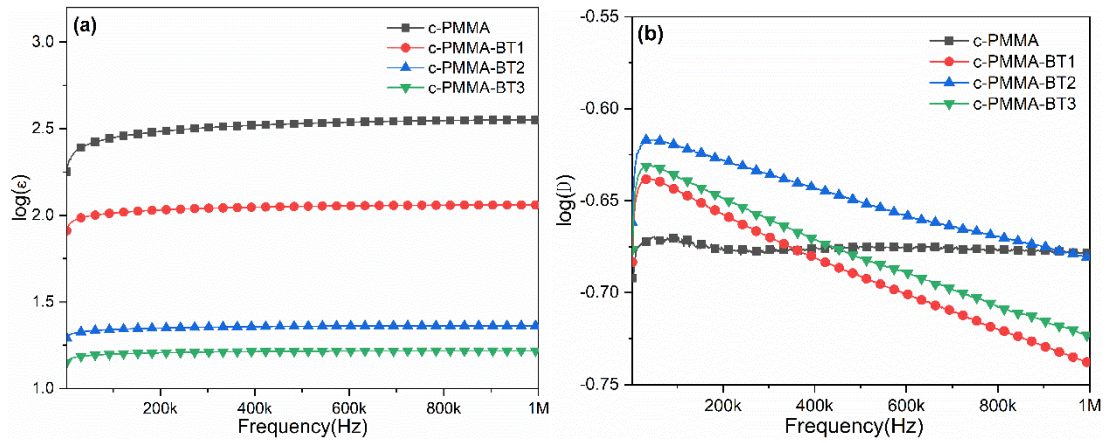 (a)
c-PMMA
c-PMMA-BT1
c-PMMA-BT2
c-PMMA-BT3
3.0
2.5
2.0
1.5
1.0
log(ε)
200k 400k 600k 800k 1M
Frequency(Hz)
(b)
c-PMMA
c-PMMA-BT1
c-PMMA-BT2
c-PMMA-BT3
-0.55
-0.60
-0.65
-0.70
-0.75
log(D)
200k 400k 600k 800k 1M
Frequency(Hz)